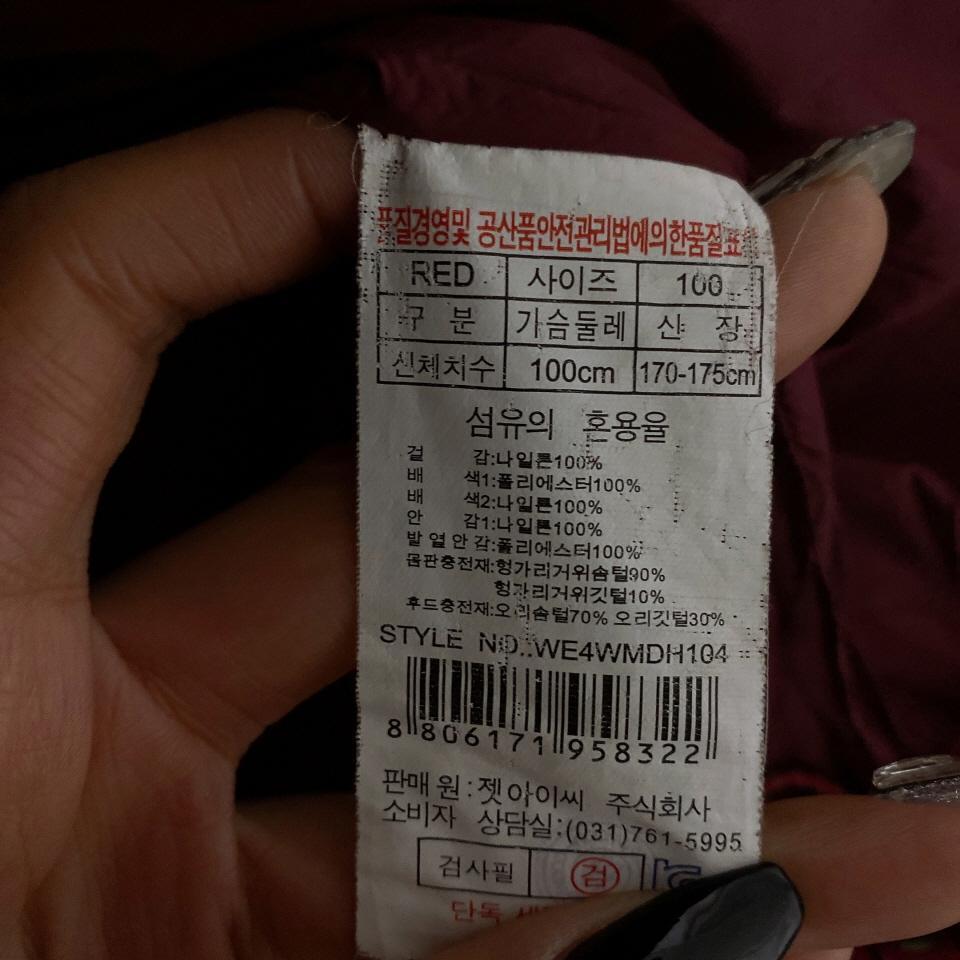 품질경영및 공산품안전관리법에의한품질표
RED 사이즈 100
구 분 가슴둘레 신 장
신체치수 100cm 170-175cm
섬유의 혼용율
겉 감:나일론100%
배 색1:폴리에스터100%
배 색2:나일론100%
안 감1:나일론100%
발열안감:폴리에스터100%
몸판충전재:헝가리거위솜털90%
헝가리거위깃털10%
후드충전재:오리솜털70% 오리깃털30%
STYLE NO.:WE4WMDH104
8 806171 958322
판매원:젯아이씨 주식회사
소비자 상담실:(031)761-5995
검사필 검
단독